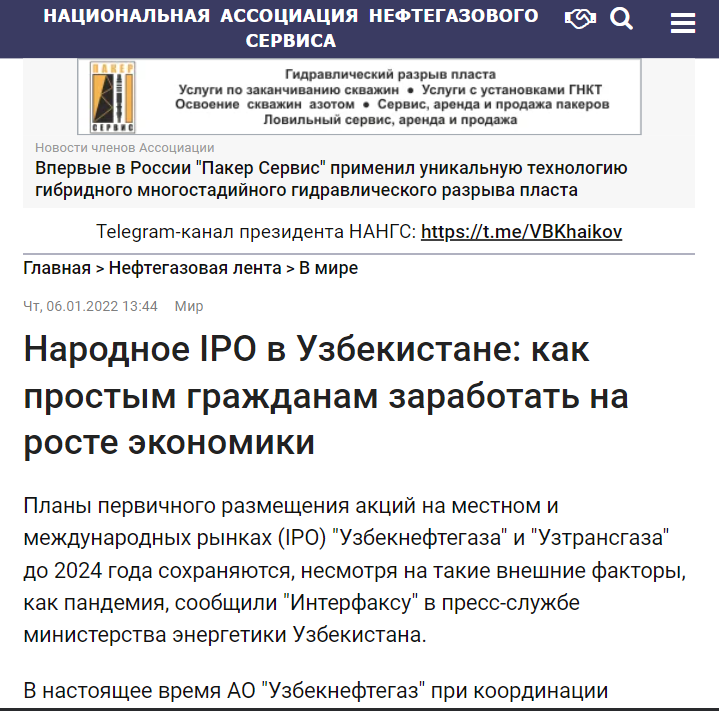 НАЦИОНАЛЬНАЯ АССОЦИАЦИЯ НЕФТЕГАЗОВОГО
СЕРВИСА
ПАКЕР
СЕРВИС
Гидравлический разрыв пласта
Услуги по заканчиванию скважин ● Услуги с установками ГНКТ
Освоение скважин азотом ● Сервис, аренда и продажа пакеров
Ловильный сервис, аренда и продажа
Новости членов Ассоциации
Впервые в России "Пакер Сервис" применил уникальную технологию
гибридного многостадийного гидравлического разрыва пласта
Telegram-канал президента НАНГС: https://t.me/VBKhaikov
Главная > Нефтегазовая лента > В мире
Чт, 06.01.2022 13:44 Мир
Народное IPO в Узбекистане: как
простым гражданам заработать на
росте экономики
Планы первичного размещения акций на местном и
международных рынках (IPO) "Узбекнефтегаза" и "Узтрансгаза"
до 2024 года сохраняются, несмотря на такие внешние факторы,
как пандемия, сообщили "Интерфаксу" в пресс-службе
министерства энергетики Узбекистана.
В настоящее время АО "Узбекнефтегаз" при координации